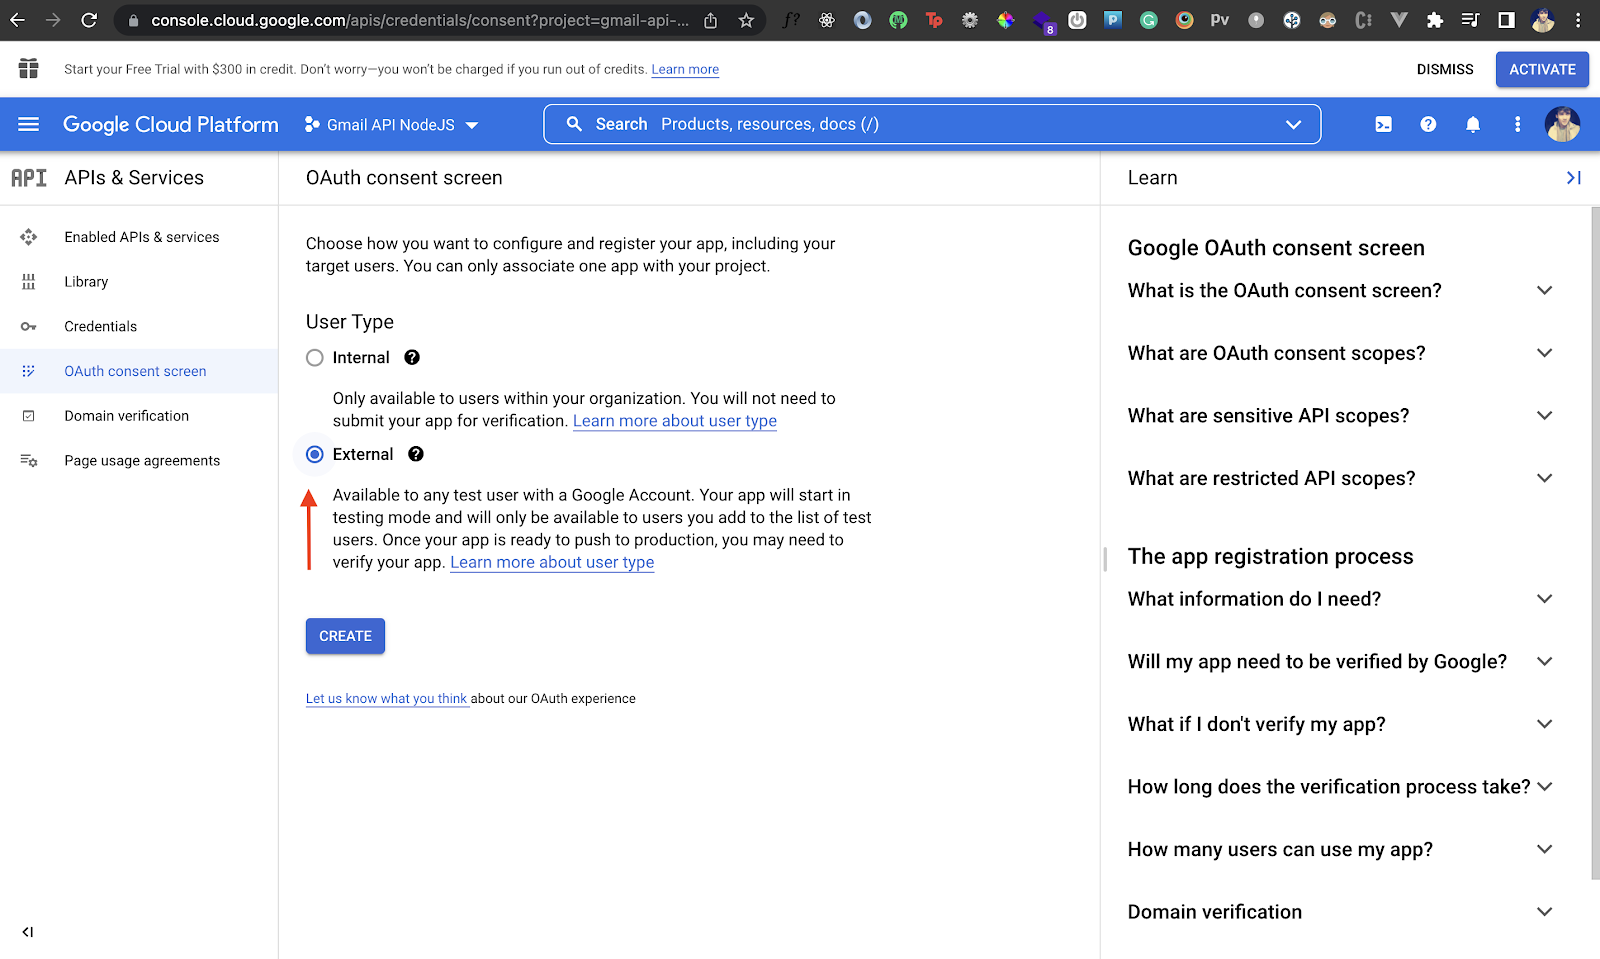 console.cloud.google.com/apis/credentials/consent?project=gmail-api-...
f?
Tp
8
P
G
Pv
Start your Free Trial with $300 in credit. Don't worry—you won't be charged if you run out of credits. Learn more
DISMISS
ACTIVATE
Google Cloud Platform
Gmail API NodeJS
Search Products, resources, docs (/)
API APIs & Services
OAuth consent screen
Learn
Enabled APIs & services
Library
Credentials
OAuth consent screen
Domain verification
Page usage agreements
Choose how you want to configure and register your app, including your
target users. You can only associate one app with your project.
User Type
Internal
Only available to users within your organization. You will not need to
submit your app for verification. Learn more about user type
External
Available to any test user with a Google Account. Your app will start in
testing mode and will only be available to users you add to the list of test
users. Once your app is ready to push to production, you may need to
verify your app. Learn more about user type
CREATE
Let us know what you think about our OAuth experience
Google OAuth consent screen
What is the OAuth consent screen?
What are OAuth consent scopes?
What are sensitive API scopes?
What are restricted API scopes?
The app registration process
What information do I need?
Will my app need to be verified by Google?
What if I don't verify my app?
How long does the verification process take?
How many users can use my app?
Domain verification